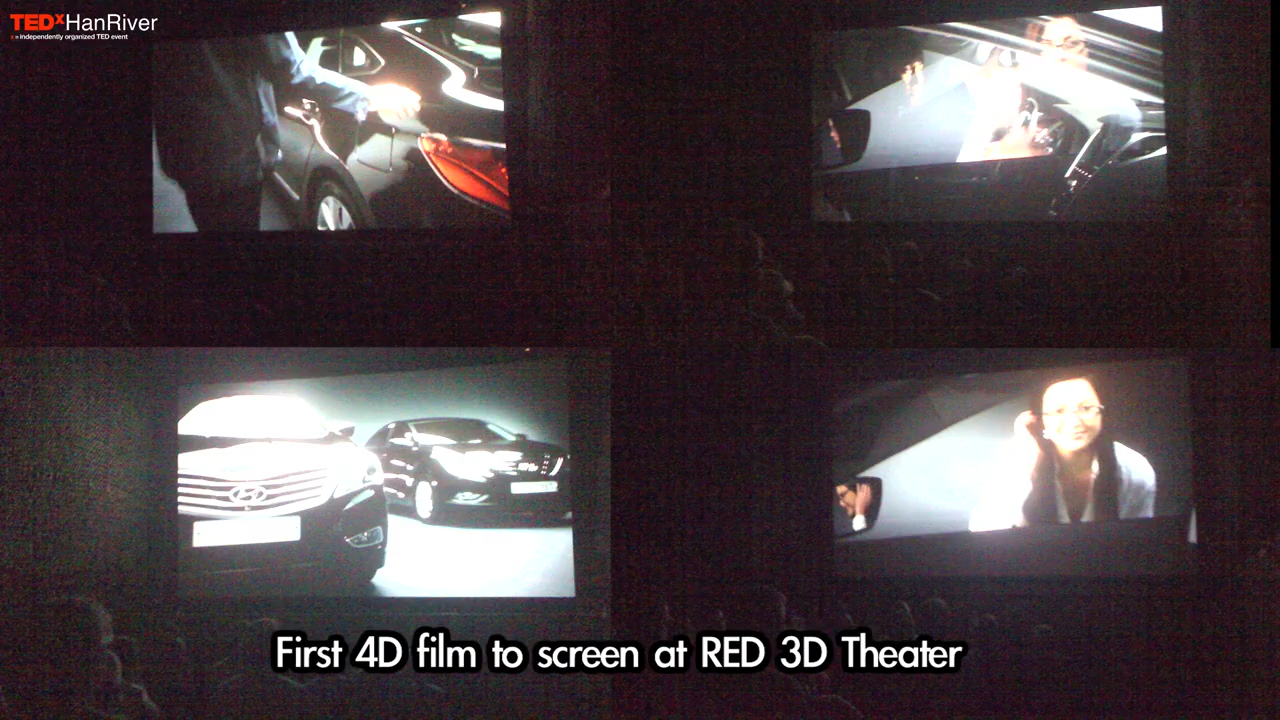 TEDxHanRiver
x = independently organized TED event
First 4D film to screen at RED 3D Theater